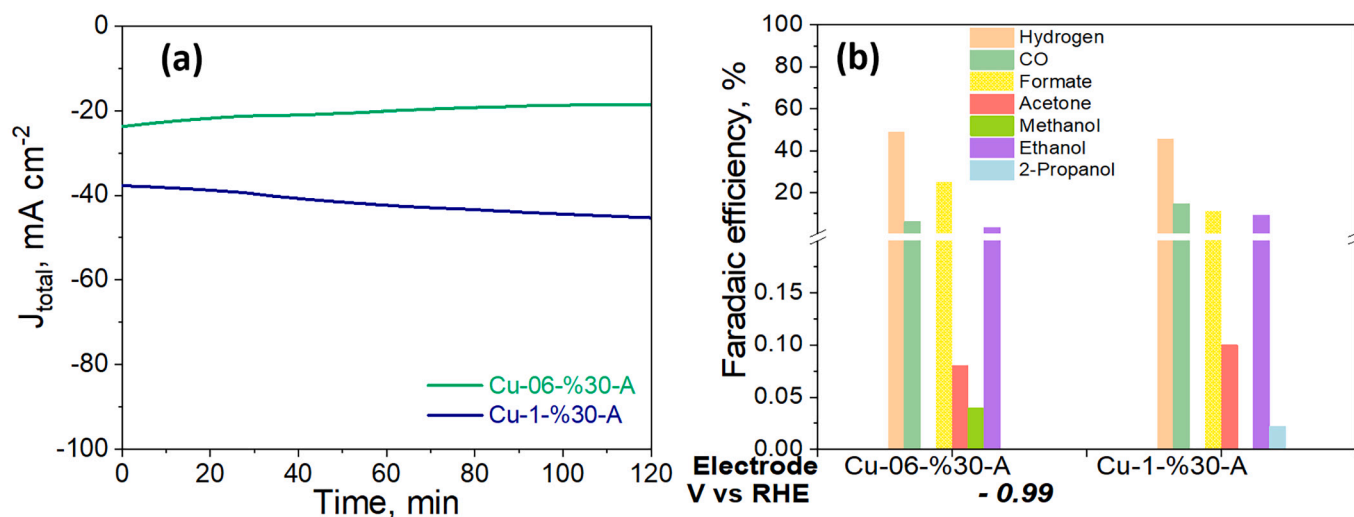 (a)
0
-20
-40
-60
-80
-100
J_total, mA cm⁻²
Cu-06-%30-A
Cu-1-%30-A
0 20 40 60 80 100 120
Time, min
(b)
100
80
60
40
20
0.15
0.10
0.05
0.00
Faradaic efficiency, %
Hydrogen
CO
Formate
Acetone
Methanol
Ethanol
2-Propanol
Electrode Cu-06-%30-A Cu-1-%30-A
V vs RHE - 0.99